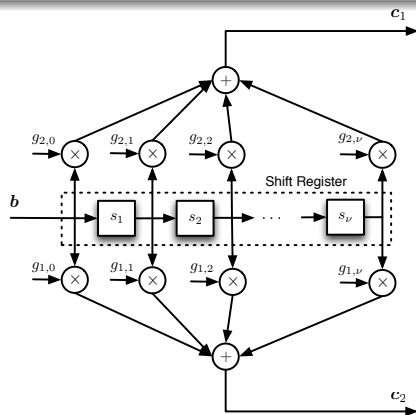 c₁
+
g₂,₀ × g₂,₁ × g₂,₂ × g₂,ν ×
Shift Register
b s₁ s₂ ··· sν
g₁,₀ × g₁,₁ × g₁,₂ × g₁,ν ×
+
c₂